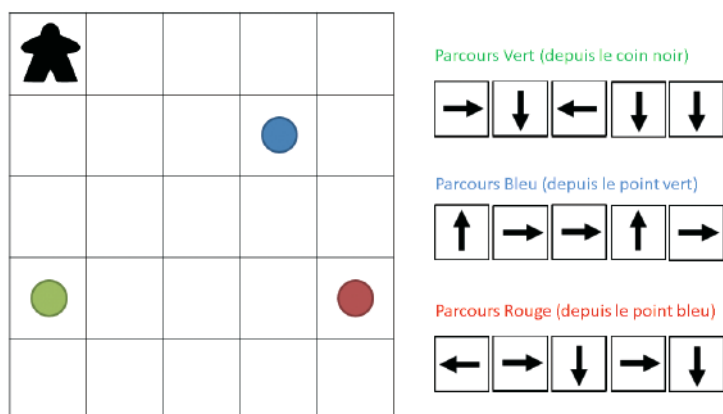 Parcours Vert (depuis le coin noir)
Parcours Bleu (depuis le point vert)
Parcours Rouge (depuis le point bleu)